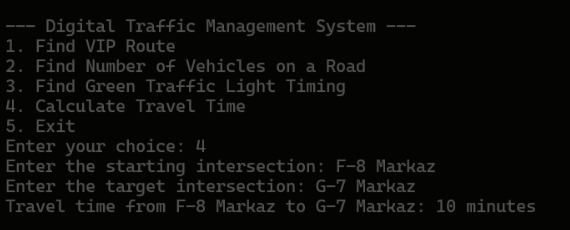 --- Digital Traffic Management System ---
1. Find VIP Route
2. Find Number of Vehicles on a Road
3. Find Green Traffic Light Timing
4. Calculate Travel Time
5. Exit
Enter your choice: 4
Enter the starting intersection: F-8 Markaz
Enter the target intersection: G-7 Markaz
Travel time from F-8 Markaz to G-7 Markaz: 10 minutes